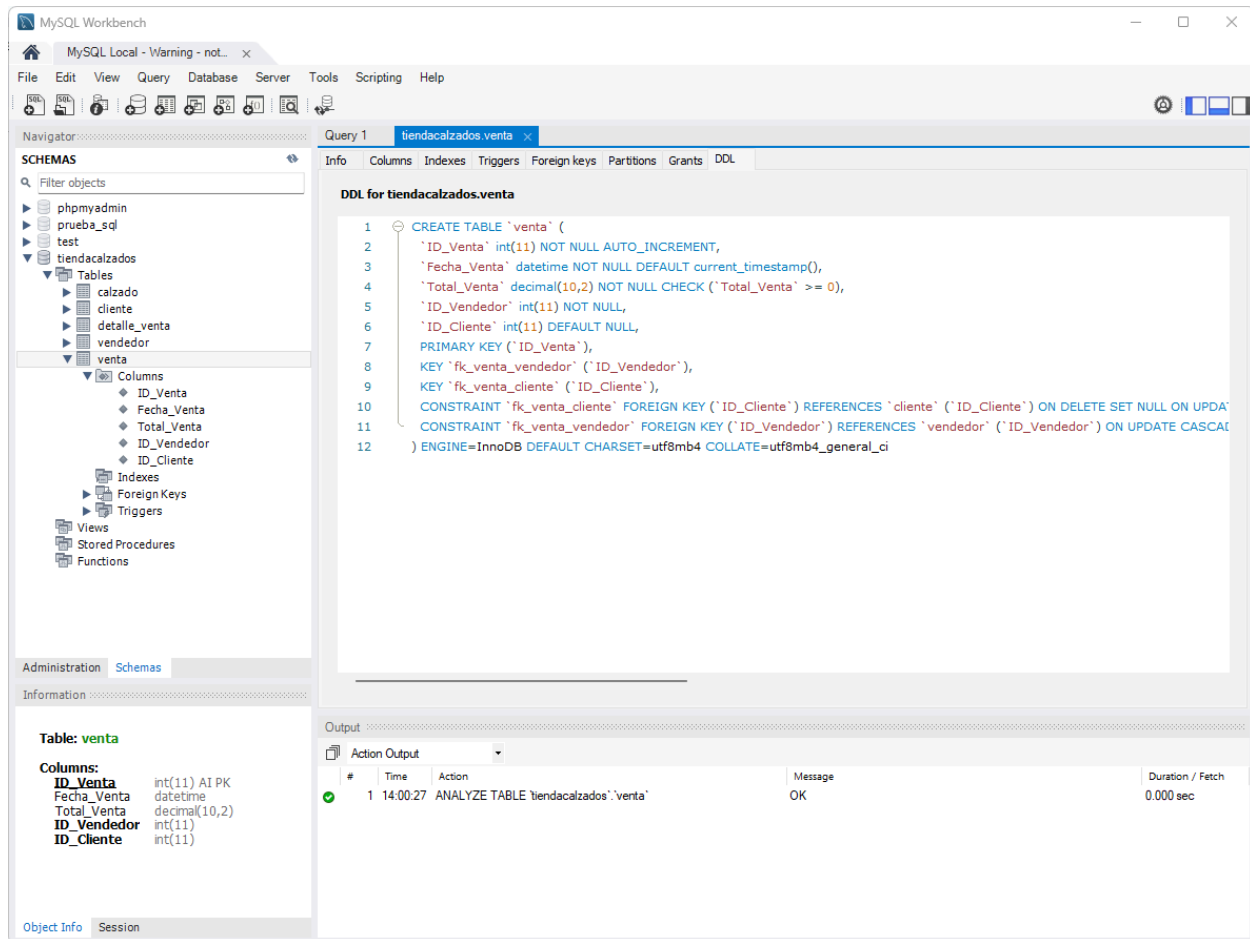 MySQL Workbench
MySQL Local - Warning - not...
File Edit View Query Database Server Tools Scripting Help
Navigator
SCHEMAS
Filter objects
phpmyadmin
prueba_sql
test
tiendacalzados
Tables
calzado
cliente
detalle_venta
vendedor
venta
Columns
ID_Venta
Fecha_Venta
Total_Venta
ID_Vendedor
ID_Cliente
Indexes
Foreign Keys
Triggers
Views
Stored Procedures
Functions
Administration Schemas
Information
Table: venta
Columns:
ID_Venta int(11) AI PK
Fecha_Venta datetime
Total_Venta decimal(10,2)
ID_Vendedor int(11)
ID_Cliente int(11)
Object Info Session
Query 1 tiendacalzados.venta
Info Columns Indexes Triggers Foreign keys Partitions Grants DDL
DDL for tiendacalzados.venta
1 CREATE TABLE `venta` (
2 `ID_Venta` int(11) NOT NULL AUTO_INCREMENT,
3 `Fecha_Venta` datetime NOT NULL DEFAULT current_timestamp(),
4 `Total_Venta` decimal(10,2) NOT NULL CHECK (`Total_Venta` >= 0),
5 `ID_Vendedor` int(11) NOT NULL,
6 `ID_Cliente` int(11) DEFAULT NULL,
7 PRIMARY KEY (`ID_Venta`),
8 KEY `fk_venta_vendedor` (`ID_Vendedor`),
9 KEY `fk_venta_cliente` (`ID_Cliente`),
10 CONSTRAINT `fk_venta_cliente` FOREIGN KEY (`ID_Cliente`) REFERENCES `cliente` (`ID_Cliente`) ON DELETE SET NULL ON UPDA
11 CONSTRAINT `fk_venta_vendedor` FOREIGN KEY (`ID_Vendedor`) REFERENCES `vendedor` (`ID_Vendedor`) ON UPDATE CASCAD
12 ) ENGINE=InnoDB DEFAULT CHARSET=utf8mb4 COLLATE=utf8mb4_general_ci
Output
Action Output
# Time Action Message Duration / Fetch
1 14:00:27 ANALYZE TABLE `tiendacalzados`.`venta` OK 0.000 sec